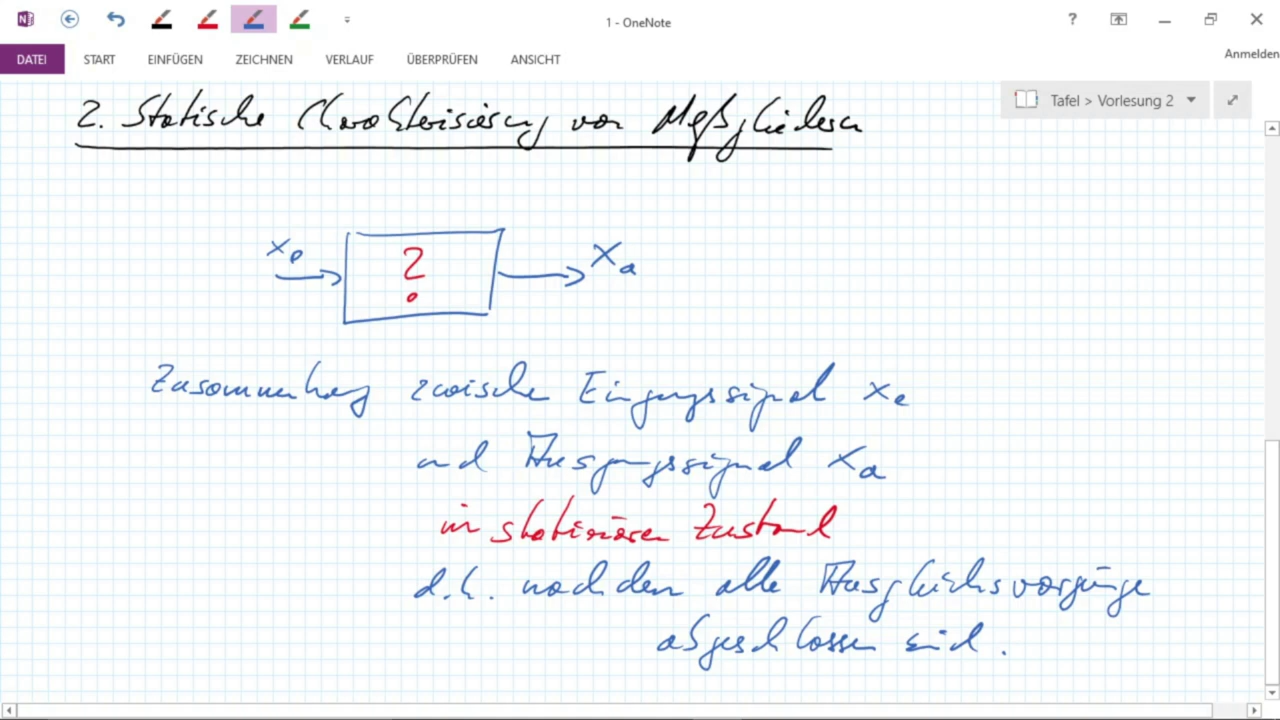 1 - OneNote
Anmelden
DATEI START EINFÜGEN ZEICHNEN VERLAUF ÜBERPRÜFEN ANSICHT
Tafel > Vorlesung 2
2. Statische Charakterisierung von Meßgliedern
xe ? xa
Zusammenhang zwischen Eingangssignal xe
und Ausgangssignal xa
im stationären Zustand
d.h. nachdem alle Ausgleichsvorgänge
abgeschlossen sind.